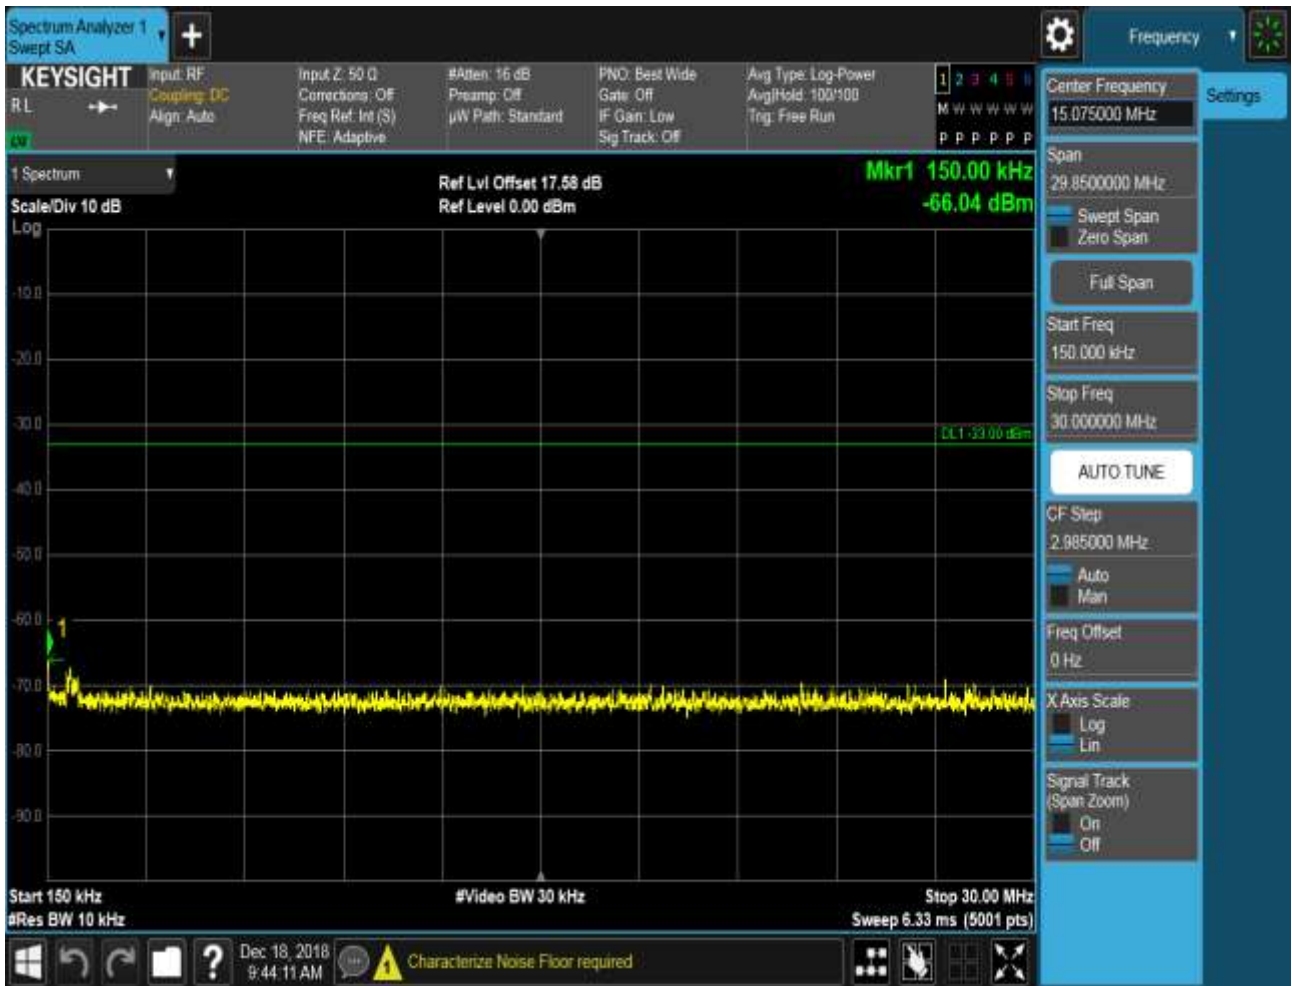 Spectrum Analyzer 1
Swept SA
Frequency
KEYSIGHT
RL
Input: RF
Coupling: DC
Align: Auto
Input Z: 50 Ω
Corrections: Off
Freq Ref: Int (S)
NFE: Adaptive
#Atten: 16 dB
Preamp: Off
µW Path: Standard
PNO: Best Wide
Gate: Off
IF Gain: Low
Sig Track: Off
Avg Type: Log-Power
Avg|Hold: 100/100
Trig: Free Run
1 2 3 4 5 6
M W W W W W
P P P P P P
1 Spectrum
Scale/Div 10 dB
Log
Ref Lvl Offset 17.58 dB
Ref Level 0.00 dBm
Mkr1 150.00 kHz
-66.04 dBm
-10.0
-20.0
-30.0
DL1 -33.00 dBm
-40.0
-50.0
-60.0
1
-70.0
-80.0
-90.0
Start 150 kHz
#Res BW 10 kHz
#Video BW 30 kHz
Stop 30.00 MHz
Sweep 6.33 ms (5001 pts)
Dec 18, 2018
9:44:11 AM
Characterize Noise Floor required
Center Frequency
15.075000 MHz
Settings
Span
29.8500000 MHz
Swept Span
Zero Span
Full Span
Start Freq
150.000 kHz
Stop Freq
30.000000 MHz
AUTO TUNE
CF Step
2.985000 MHz
Auto
Man
Freq Offset
0 Hz
X Axis Scale
Log
Lin
Signal Track
(Span Zoom)
On
Off